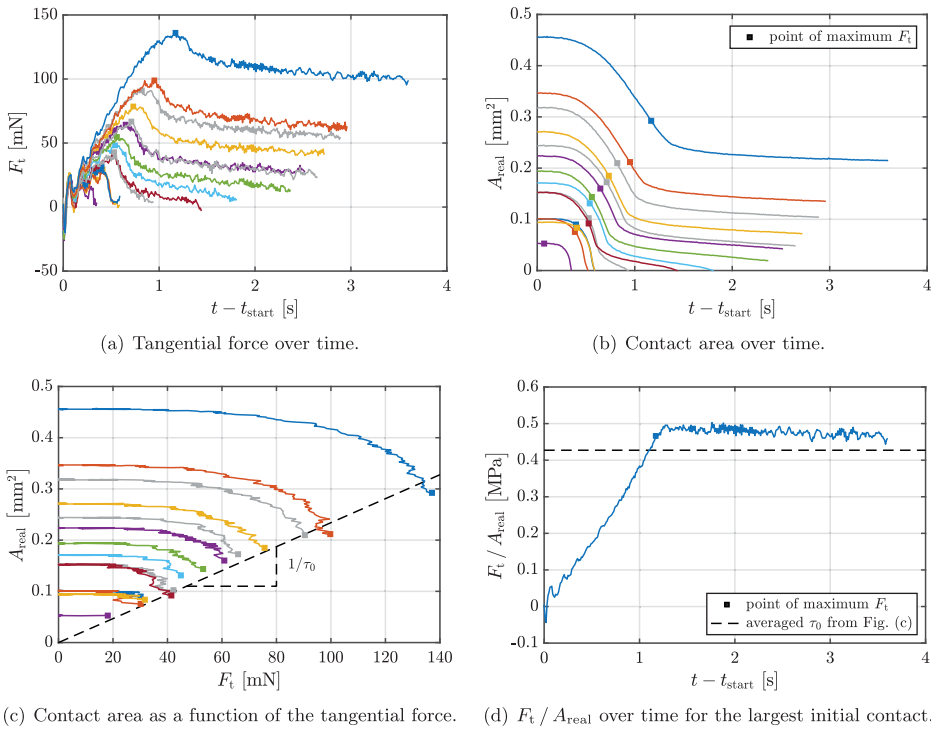 150
100
50
0
-50
F_t [mN]
0 1 2 3 4
t − t_start [s]
(a) Tangential force over time.
0.5
0.4
0.3
0.2
0.1
0
A_real [mm²]
point of maximum F_t
0 1 2 3 4
t − t_start [s]
(b) Contact area over time.
0.5
0.4
0.3
0.2
0.1
0
A_real [mm²]
1/τ₀
0 20 40 60 80 100 120 140
F_t [mN]
(c) Contact area as a function of the tangential force.
0.6
0.5
0.4
0.3
0.2
0.1
0
-0.1
F_t / A_real [MPa]
point of maximum F_t
averaged τ₀ from Fig. (c)
0 1 2 3 4
t − t_start [s]
(d) F_t / A_real over time for the largest initial contact.